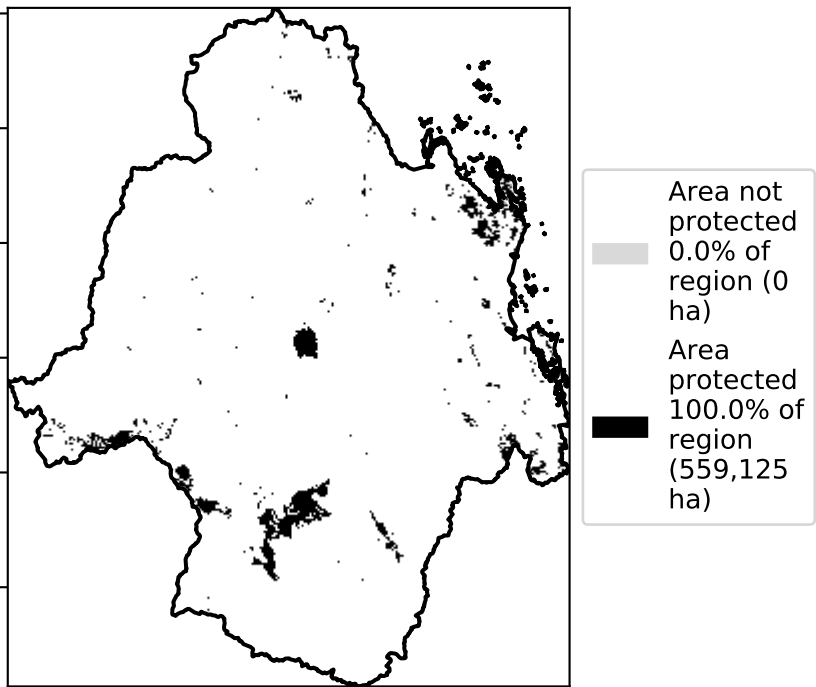 Area not
protected
0.0% of
region (0
ha)
Area
protected
100.0% of
region
(559,125
ha)